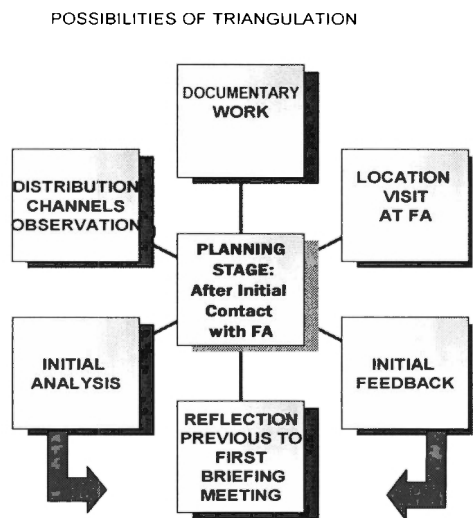 POSSIBILITIES OF TRIANGULATION
DOCUMENTARY
WORK
DISTRIBUTION
CHANNELS
OBSERVATION
LOCATION
VISIT
AT FA
PLANNING
STAGE:
After Initial
Contact
with FA
INITIAL
ANALYSIS
INITIAL
FEEDBACK
REFLECTION
PREVIOUS TO
FIRST
BRIEFING
MEETING